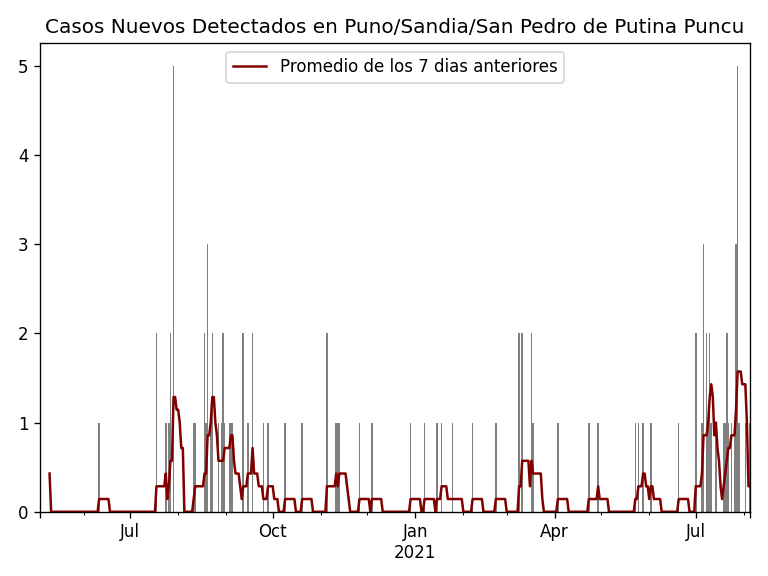 Casos Nuevos Detectados en Puno/Sandia/San Pedro de Putina Puncu
Promedio de los 7 dias anteriores
5
4
3
2
1
0
Jul
Oct
Jan
2021
Apr
Jul